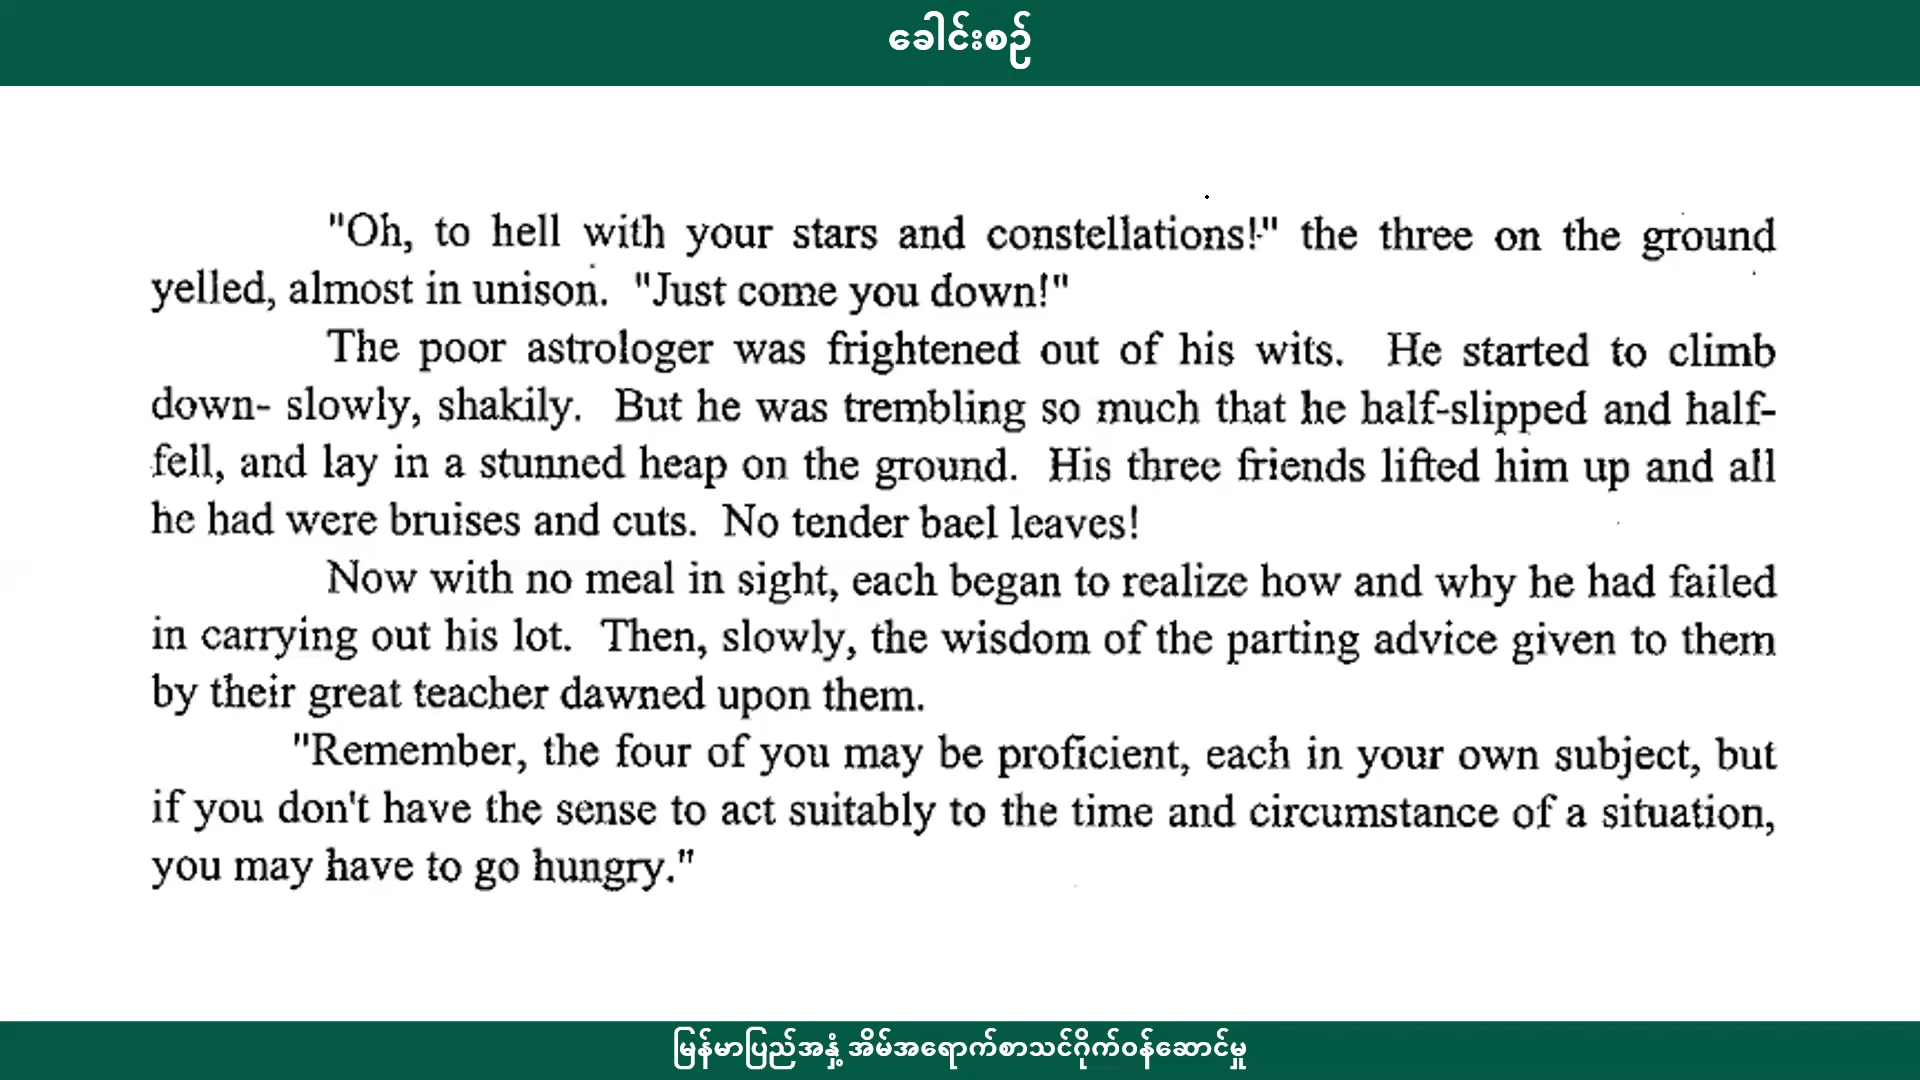 ခေါင်းစဉ်
"Oh, to hell with your stars and constellations!" the three on the ground
yelled, almost in unison. "Just come you down!"
The poor astrologer was frightened out of his wits. He started to climb
down- slowly, shakily. But he was trembling so much that he half-slipped and half-
fell, and lay in a stunned heap on the ground. His three friends lifted him up and all
he had were bruises and cuts. No tender bael leaves!
Now with no meal in sight, each began to realize how and why he had failed
in carrying out his lot. Then, slowly, the wisdom of the parting advice given to them
by their great teacher dawned upon them.
"Remember, the four of you may be proficient, each in your own subject, but
if you don't have the sense to act suitably to the time and circumstance of a situation,
you may have to go hungry."
မြန်မာပြည်အနှံ့ အိမ်အရောက်စာသင်ဂိုက်ဝန်ဆောင်မှု